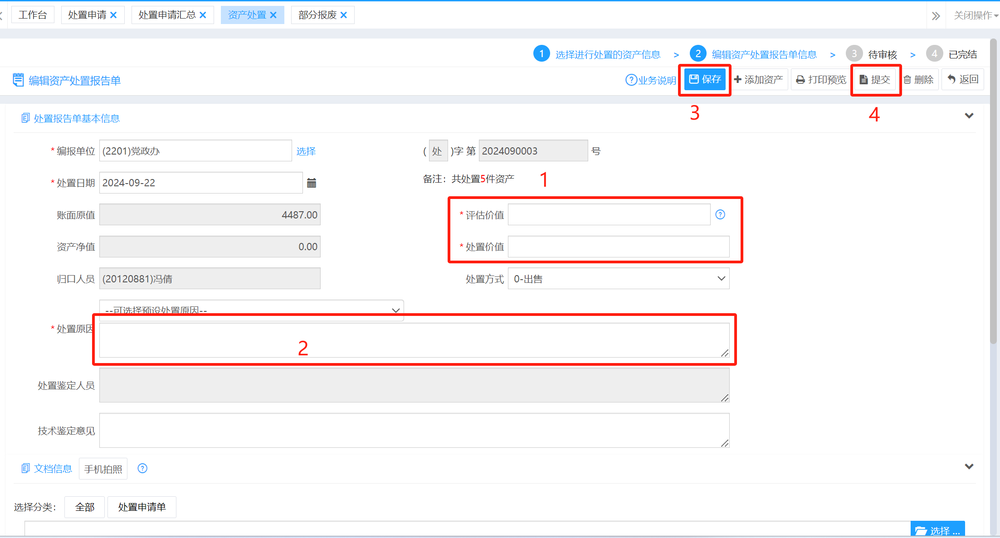 工作台 处置申请 处置申请汇总 资产处置 部分报废 关闭操作
1 选择进行处置的资产信息 > 2 编辑资产处置报告单信息 > 3 待审核 > 4 已完结
编辑资产处置报告单 业务说明 保存 添加资产 打印预览 提交 删除 返回
3 4
处置报告单基本信息
* 编报单位 (2201)党政办 选择 ( 处 )字 第 2024090003 号
* 处置日期 2024-09-22 备注：共处置5件资产 1
账面原值 4487.00 * 评估价值
资产净值 0.00 * 处置价值
归口人员 (20120881)冯倩 处置方式 0-出售
--可选择预设处置原因--
* 处置原因
2
处置鉴定人员
技术鉴定意见
文档信息 手机拍照
选择分类： 全部 处置申请单
选择 ...